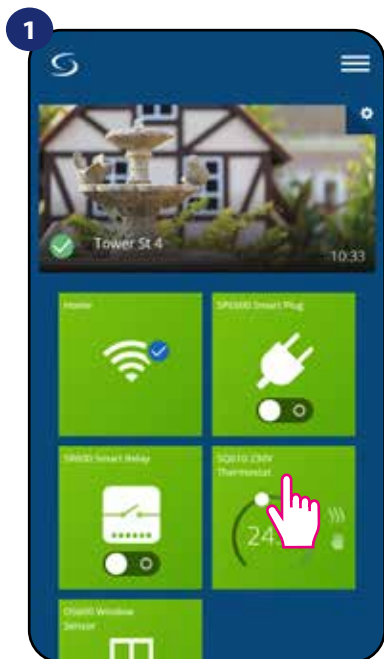 1
Tower St 4
10:33
Home
SP600 Smart Plug
SR600 Smart Relay
SQ610 230V
Thermostat
24
OS600 Window
Sensor